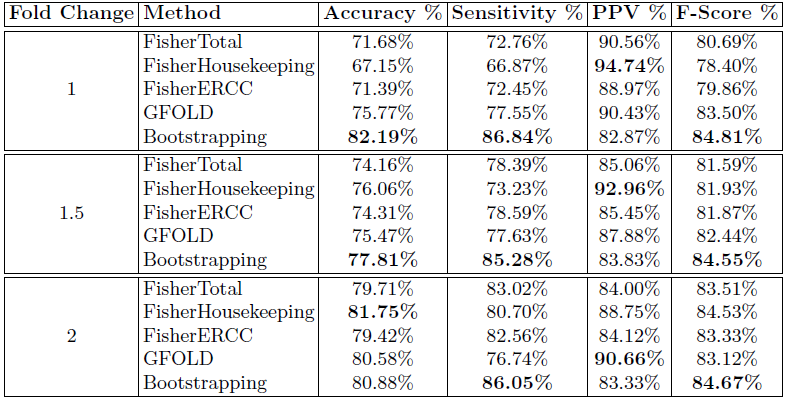 Fold Change Method Accuracy % Sensitivity % PPV % F-Score %
FisherTotal 71.68% 72.76% 90.56% 80.69%
FisherHousekeeping 67.15% 66.87% 94.74% 78.40%
1 FisherERCC 71.39% 72.45% 88.97% 79.86%
GFOLD 75.77% 77.55% 90.43% 83.50%
Bootstrapping 82.19% 86.84% 82.87% 84.81%
FisherTotal 74.16% 78.39% 85.06% 81.59%
FisherHousekeeping 76.06% 73.23% 92.96% 81.93%
1.5 FisherERCC 74.31% 78.59% 85.45% 81.87%
GFOLD 75.47% 77.63% 87.88% 82.44%
Bootstrapping 77.81% 85.28% 83.83% 84.55%
FisherTotal 79.71% 83.02% 84.00% 83.51%
FisherHousekeeping 81.75% 80.70% 88.75% 84.53%
2 FisherERCC 79.42% 82.56% 84.12% 83.33%
GFOLD 80.58% 76.74% 90.66% 83.12%
Bootstrapping 80.88% 86.05% 83.33% 84.67%